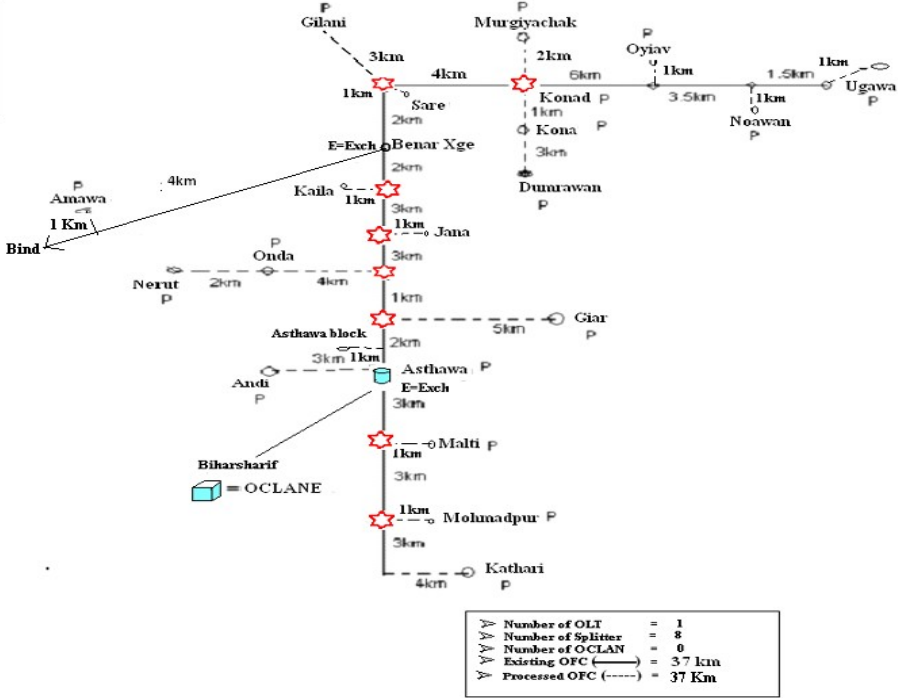 P
Gilani
P
Murgiyachak
P
Oyiav
3km
2km
4km
6km
1km
1.5km
1km
Ugawa
P
1km
Sare
Konad P
3.5km
1km
Noawan
P
2km
1km
Kona P
E=Exch
Benar Xge
3km
Dumrawan
P
2km
4km
P
Amawa
1 Km
Bind
Kaila
1km
3km
1km
Jana
P
Onda
3km
Nerut
P
2km
4km
1km
5km
Giar
P
Asthawa block
2km
3km 1km
Andi
P
Asthawa P
E=Exch
3km
Biharsharif
= OCLANE
Malti P
1km
3km
1km
Mohmadpur P
3km
Kathari
P
4km
Number of OLT = 1
Number of Splitter = 8
Number of OCLAN = 0
Existing OFC (———) = 37 km
Processed OFC (-----) = 37 Km